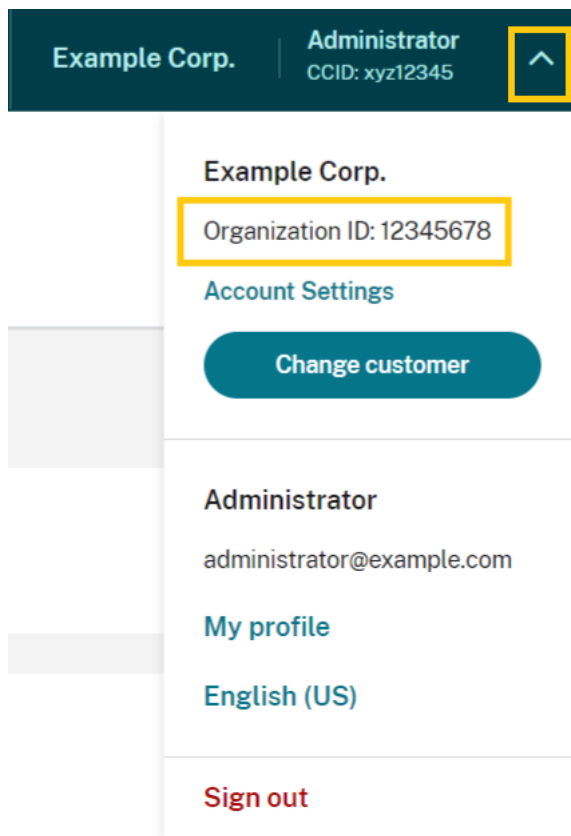 Example Corp.
Administrator
CCID: xyz12345
Example Corp.
Organization ID: 12345678
Account Settings
Change customer
Administrator
administrator@example.com
My profile
English (US)
Sign out